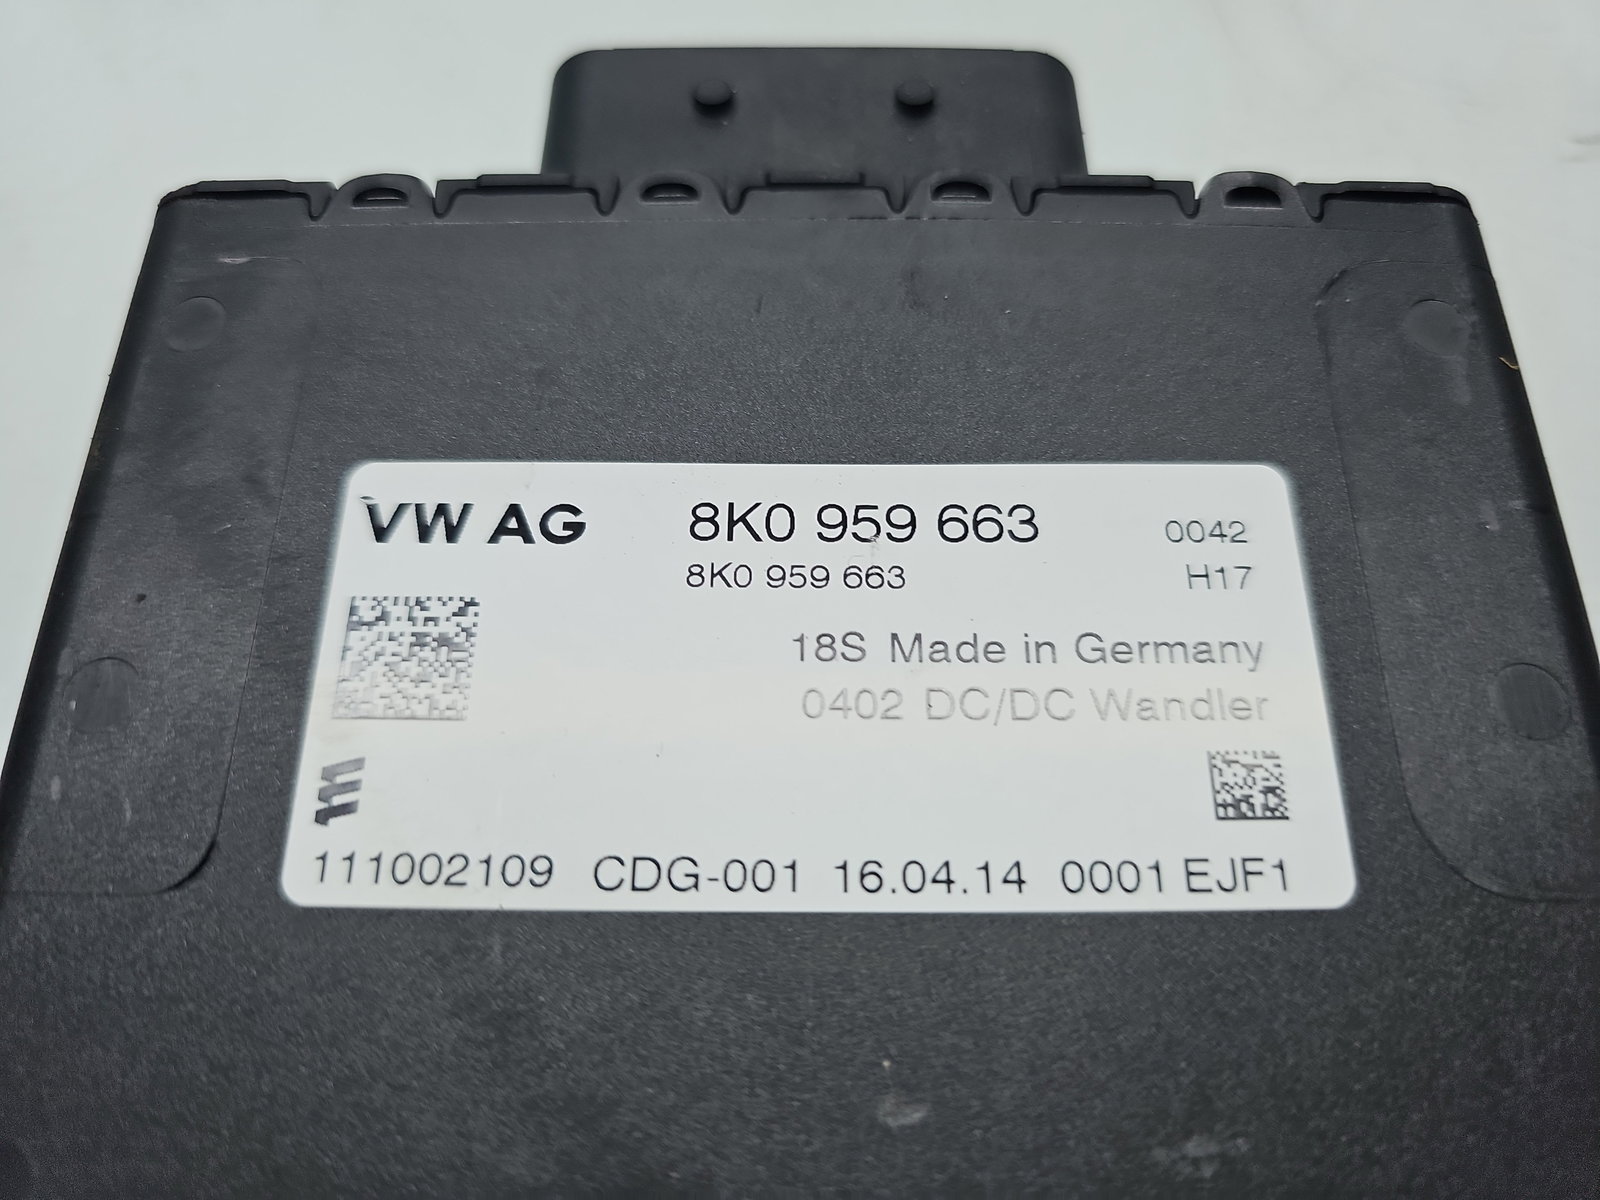 VW AG 8K0 959 663 0042
8K0 959 663 H17
18S Made in Germany
0402 DC/DC Wandler
111002109 CDG-001 16.04.14 0001 EJF1